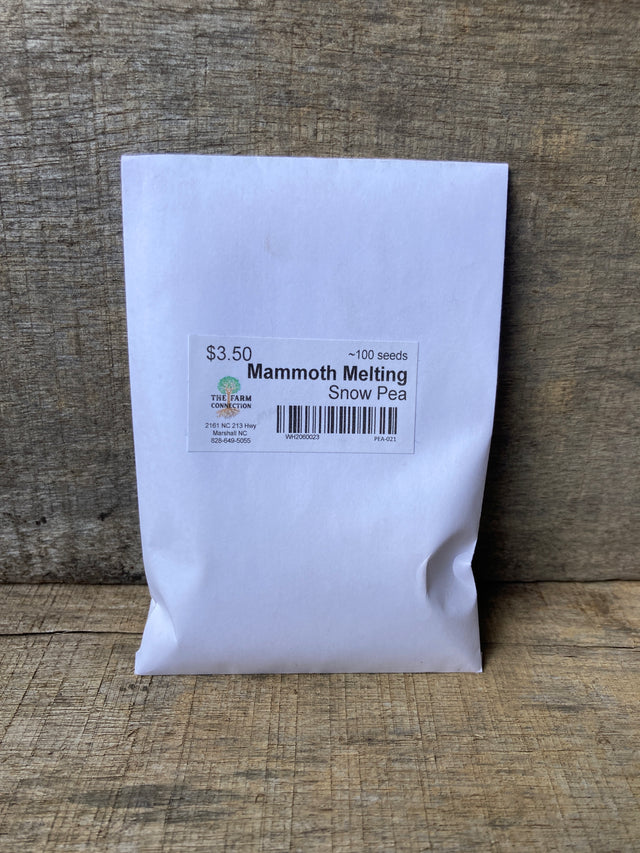 $3.50
~100 seeds
Mammoth Melting
Snow Pea
THE FARM
CONNECTION
2161 NC 213 Hwy
Marshall NC
828-649-5055
WH2060023
PEA-021